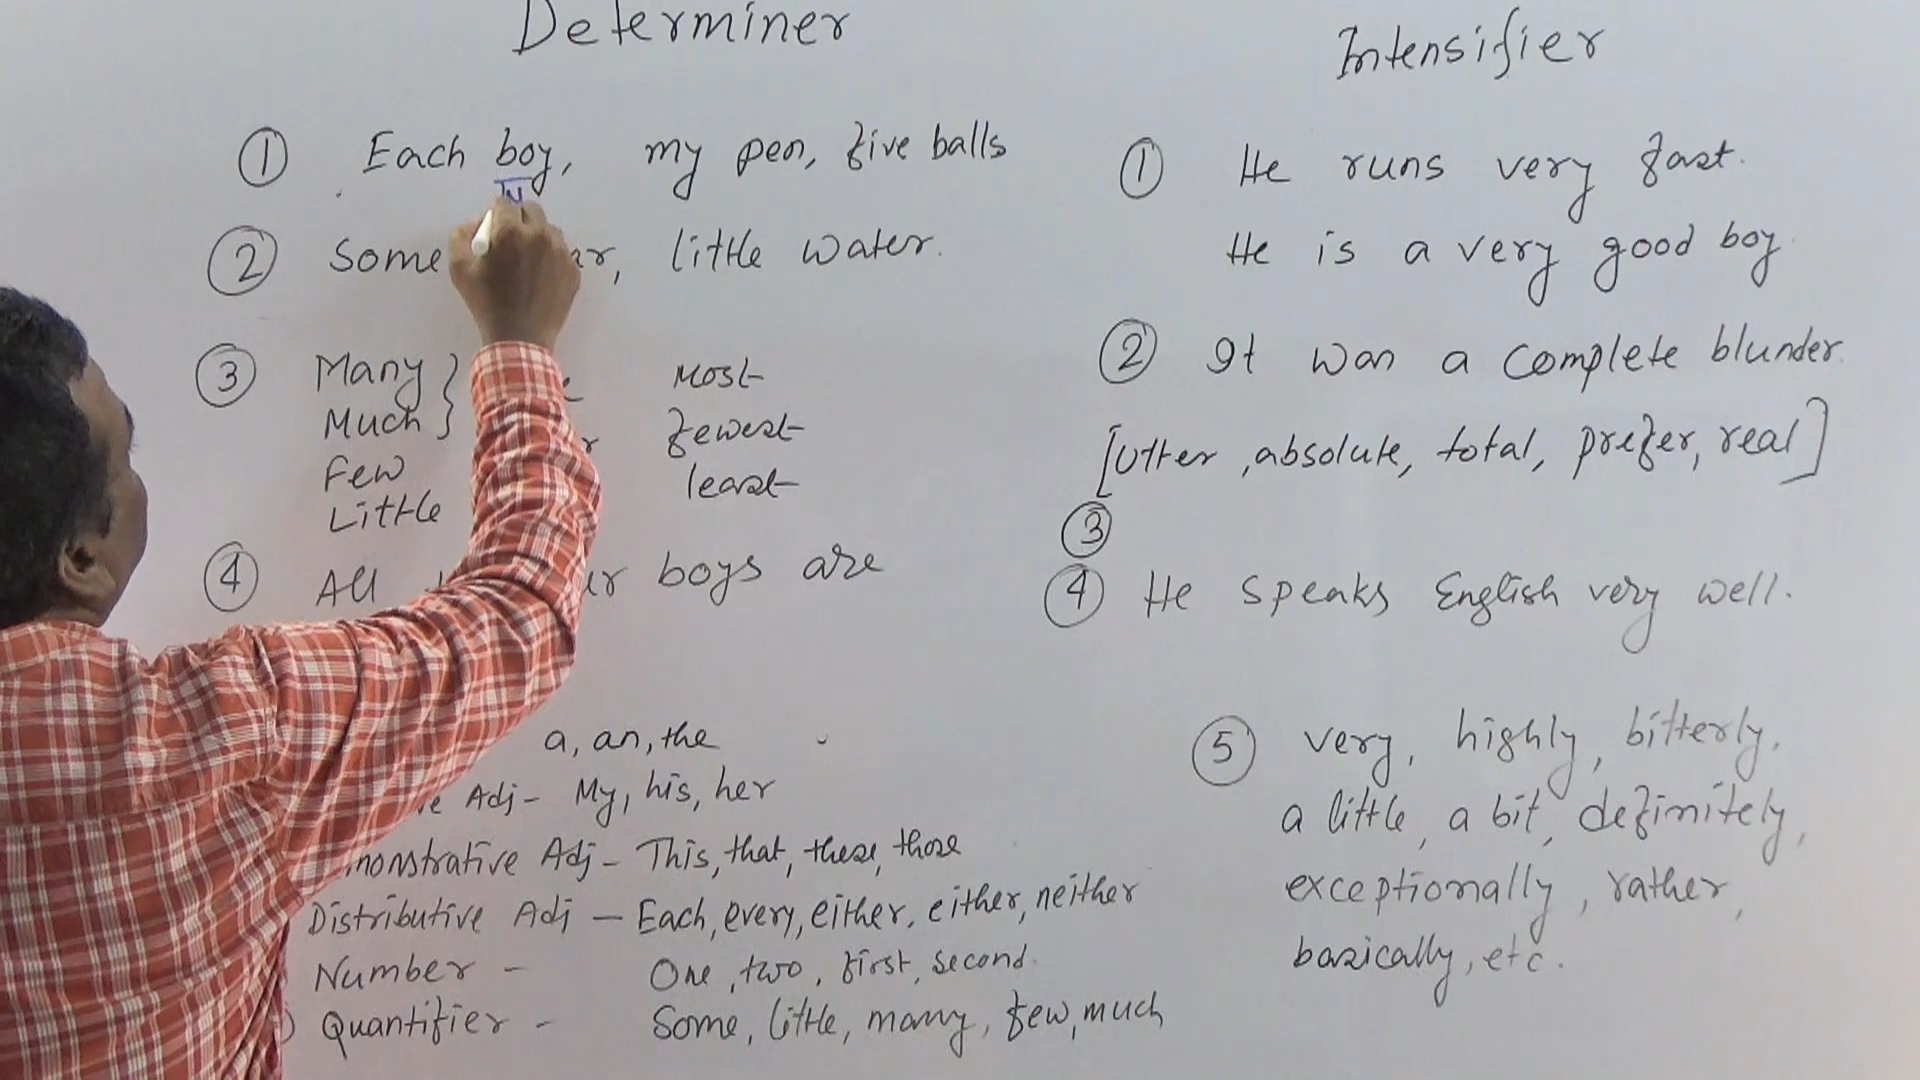 Determiner
① Each boy, my pen, five balls
N
② Some little water.
③ Many } Most
Much fewest
Few least
Little
④ All boys are
a, an, the
Adj - My, his, her
Adj - This, that, these, those
Distributive Adj - Each, every, either, either, neither
Number - One, two, first, second.
Quantifier - Some, little, many, few, much
Intensifier
① He runs very fast.
He is a very good boy.
② It was a complete blunder.
[utter, absolute, total, prefer, real]
③
④ He speaks English very well.
⑤ very, highly, bitterly,
a little, a bit, definitely,
exceptionally, rather,
basically, etc.